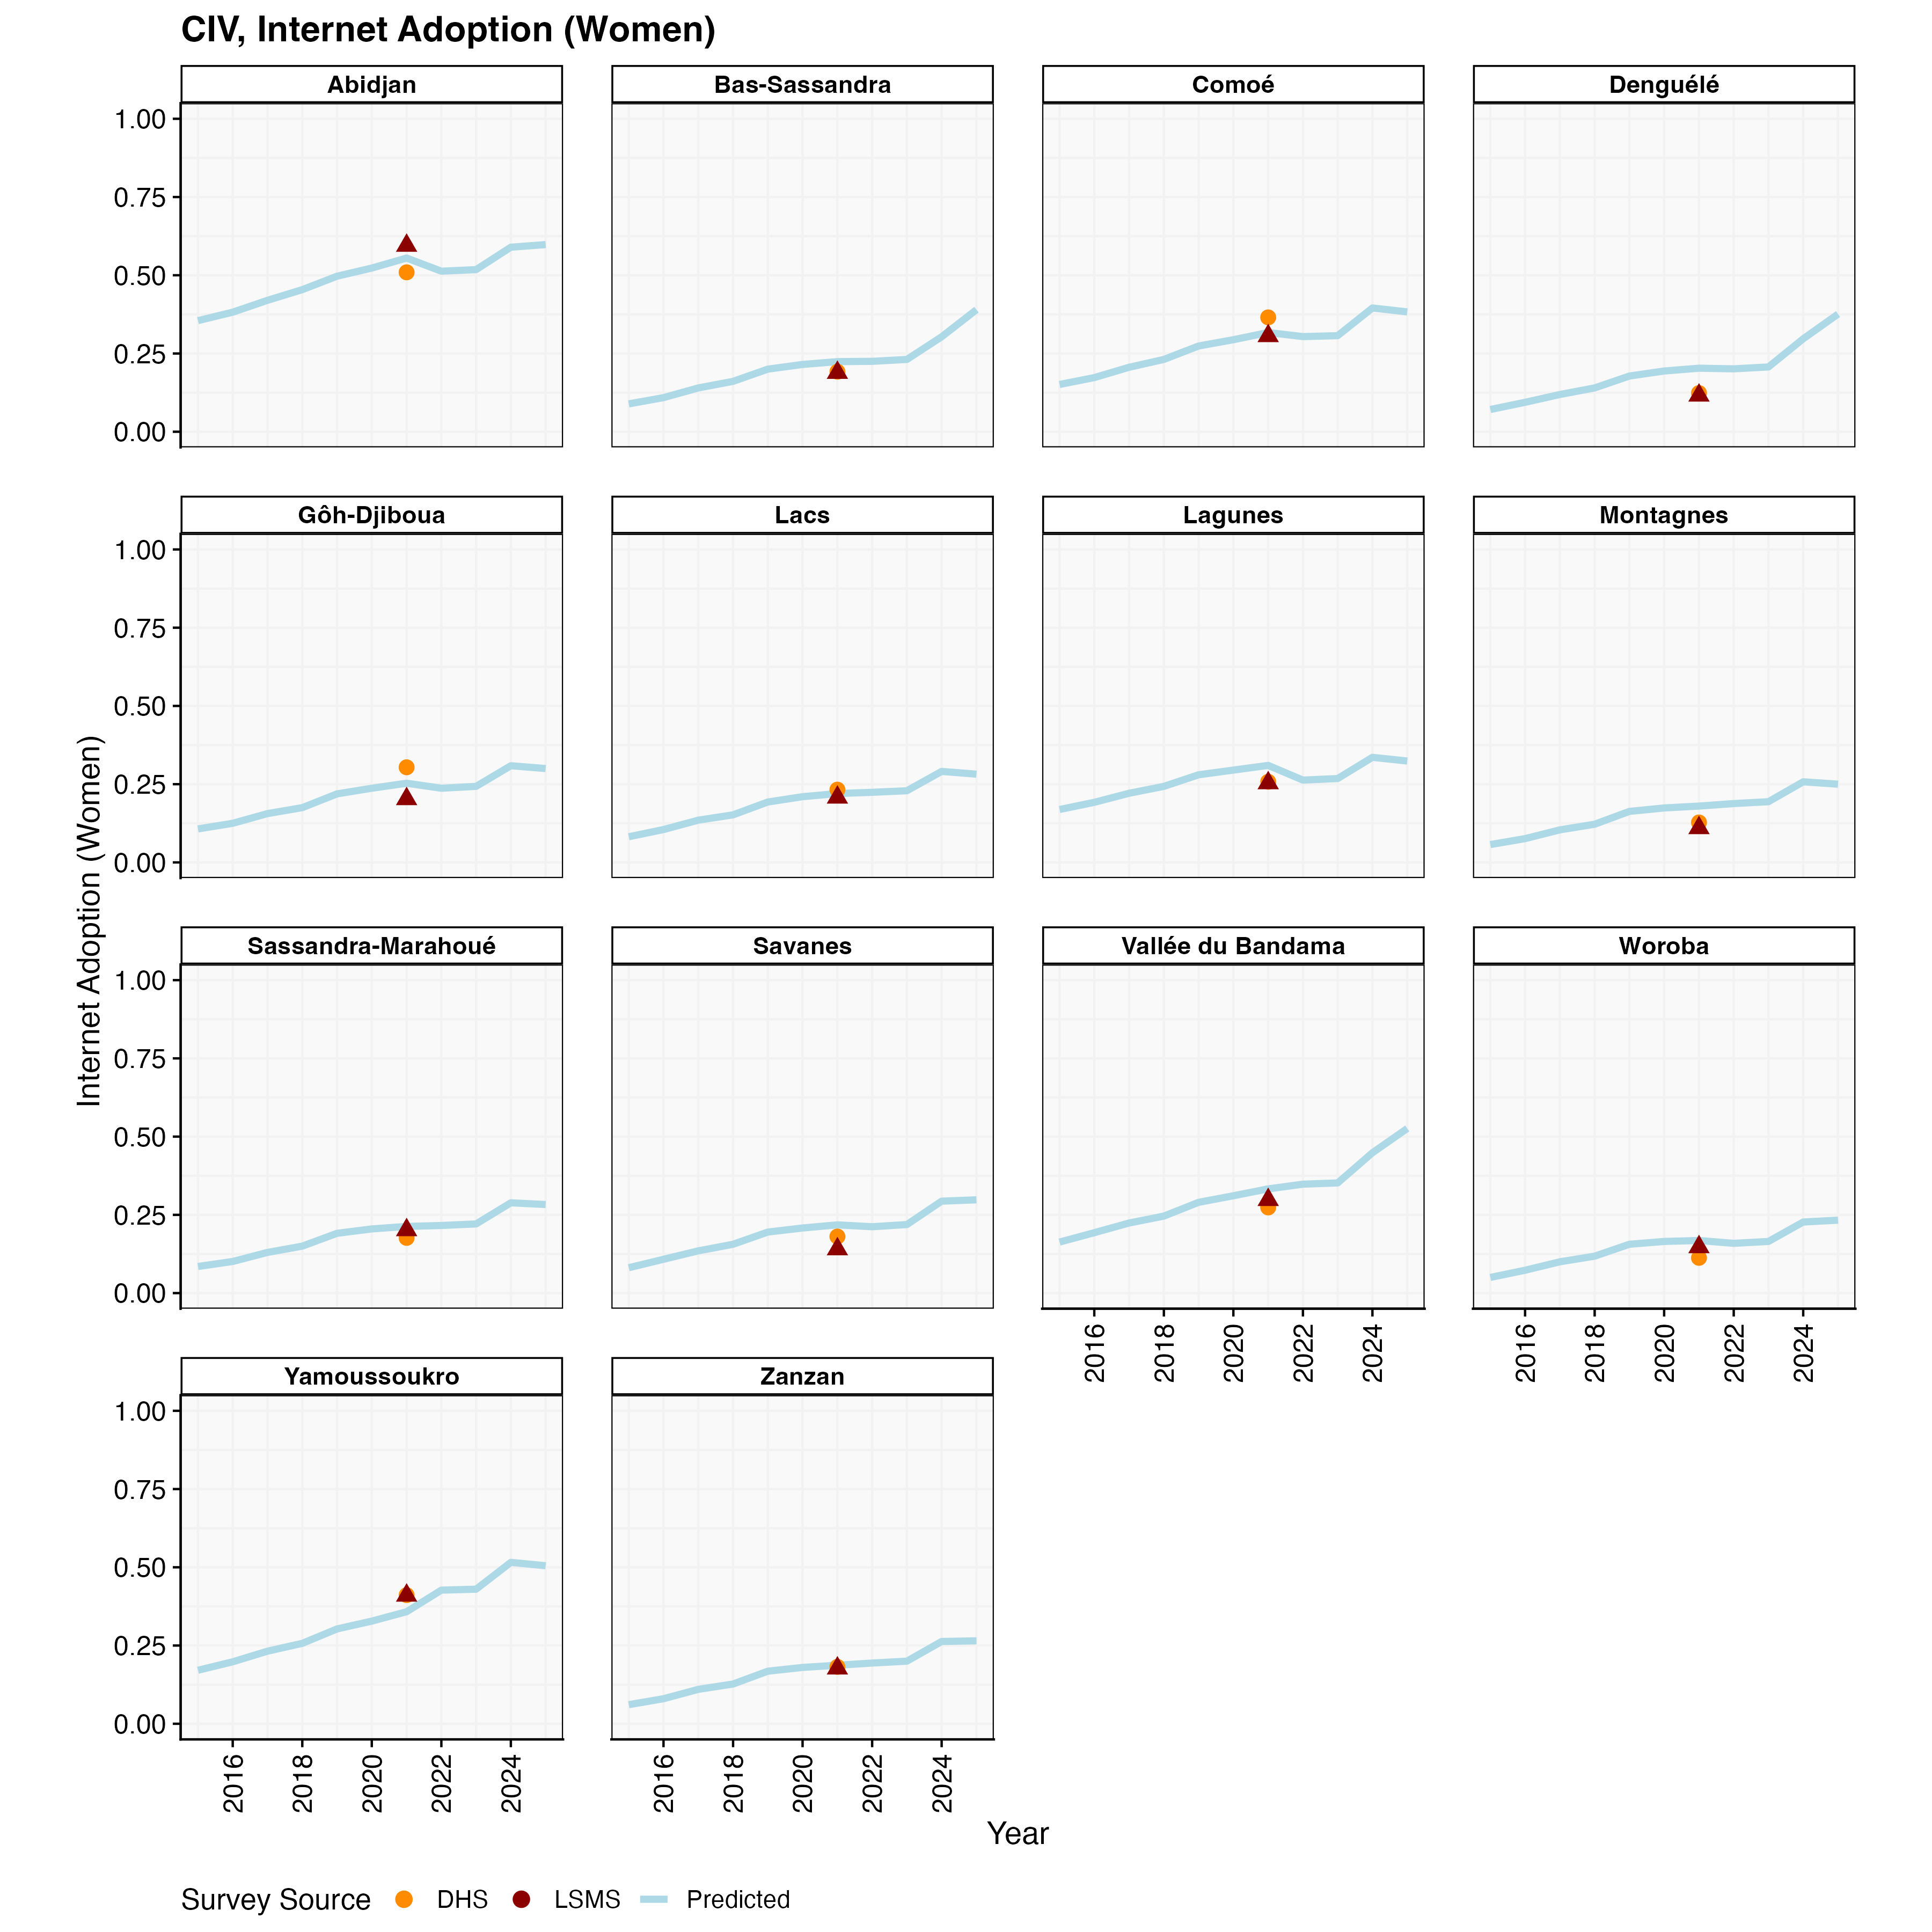 CIV, Internet Adoption (Women)
Abidjan
Bas-Sassandra
Comoé
Denguélé
1.00
0.75
0.50
0.25
0.00
Gôh-Djiboua
Lacs
Lagunes
Montagnes
1.00
0.75
0.50
0.25
0.00
Internet Adoption (Women)
Sassandra-Marahoué
Savanes
Vallée du Bandama
Woroba
1.00
0.75
0.50
0.25
0.00
2016 2018 2020 2022 2024
2016 2018 2020 2022 2024
Yamoussoukro
Zanzan
1.00
0.75
0.50
0.25
0.00
2016 2018 2020 2022 2024
2016 2018 2020 2022 2024
Year
Survey Source DHS LSMS Predicted